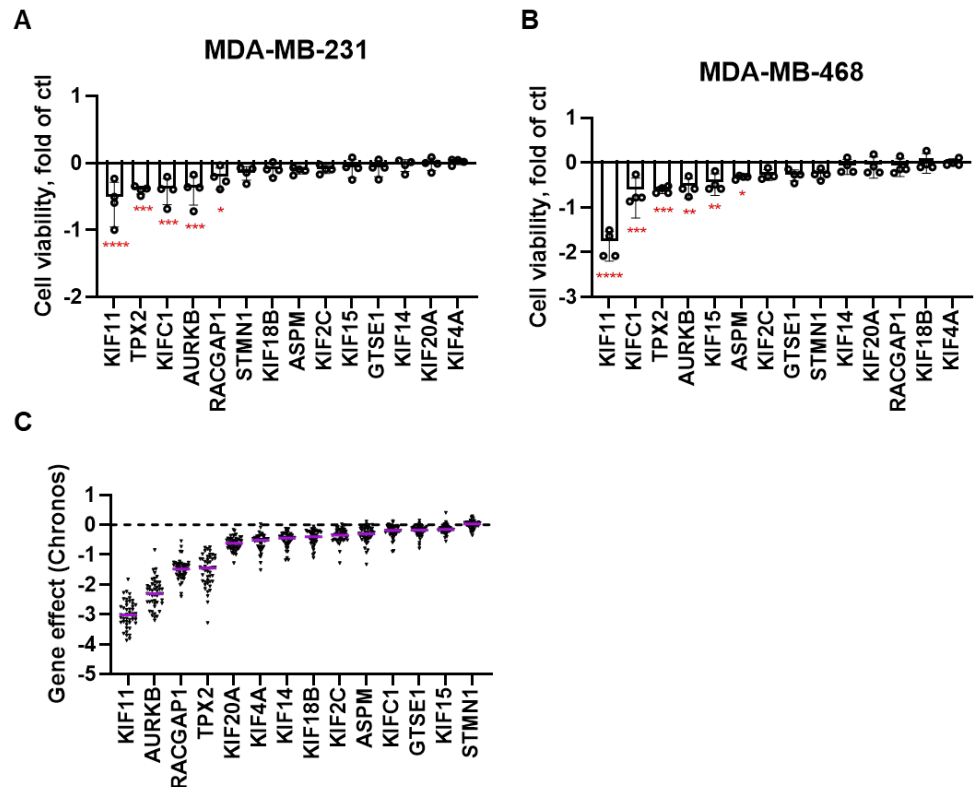 A
MDA-MB-231
Cell viability, fold of ctl
1
0
-1
-2
****
***
***
***
*
KIF11
TPX2
KIFC1
AURKB
RACGAP1
STMN1
KIF18B
ASPM
KIF2C
KIF15
GTSE1
KIF14
KIF20A
KIF4A
B
MDA-MB-468
Cell viability, fold of ctl
1
0
-1
-2
-3
****
***
***
**
**
*
KIF11
KIFC1
TPX2
AURKB
KIF15
ASPM
KIF2C
GTSE1
STMN1
KIF14
KIF20A
RACGAP1
KIF18B
KIF4A
C
Gene effect (Chronos)
1
0
-1
-2
-3
-4
-5
KIF11
AURKB
RACGAP1
TPX2
KIF20A
KIF4A
KIF14
KIF18B
KIF2C
ASPM
KIFC1
GTSE1
KIF15
STMN1